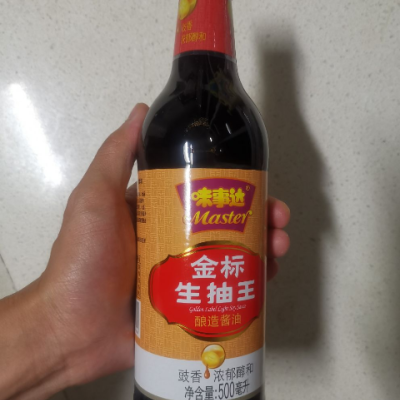 味事达
Master
金标
生抽王
Golden Label Light Soy Sauce
酿造酱油
豉香 浓郁醇和
净含量:500毫升